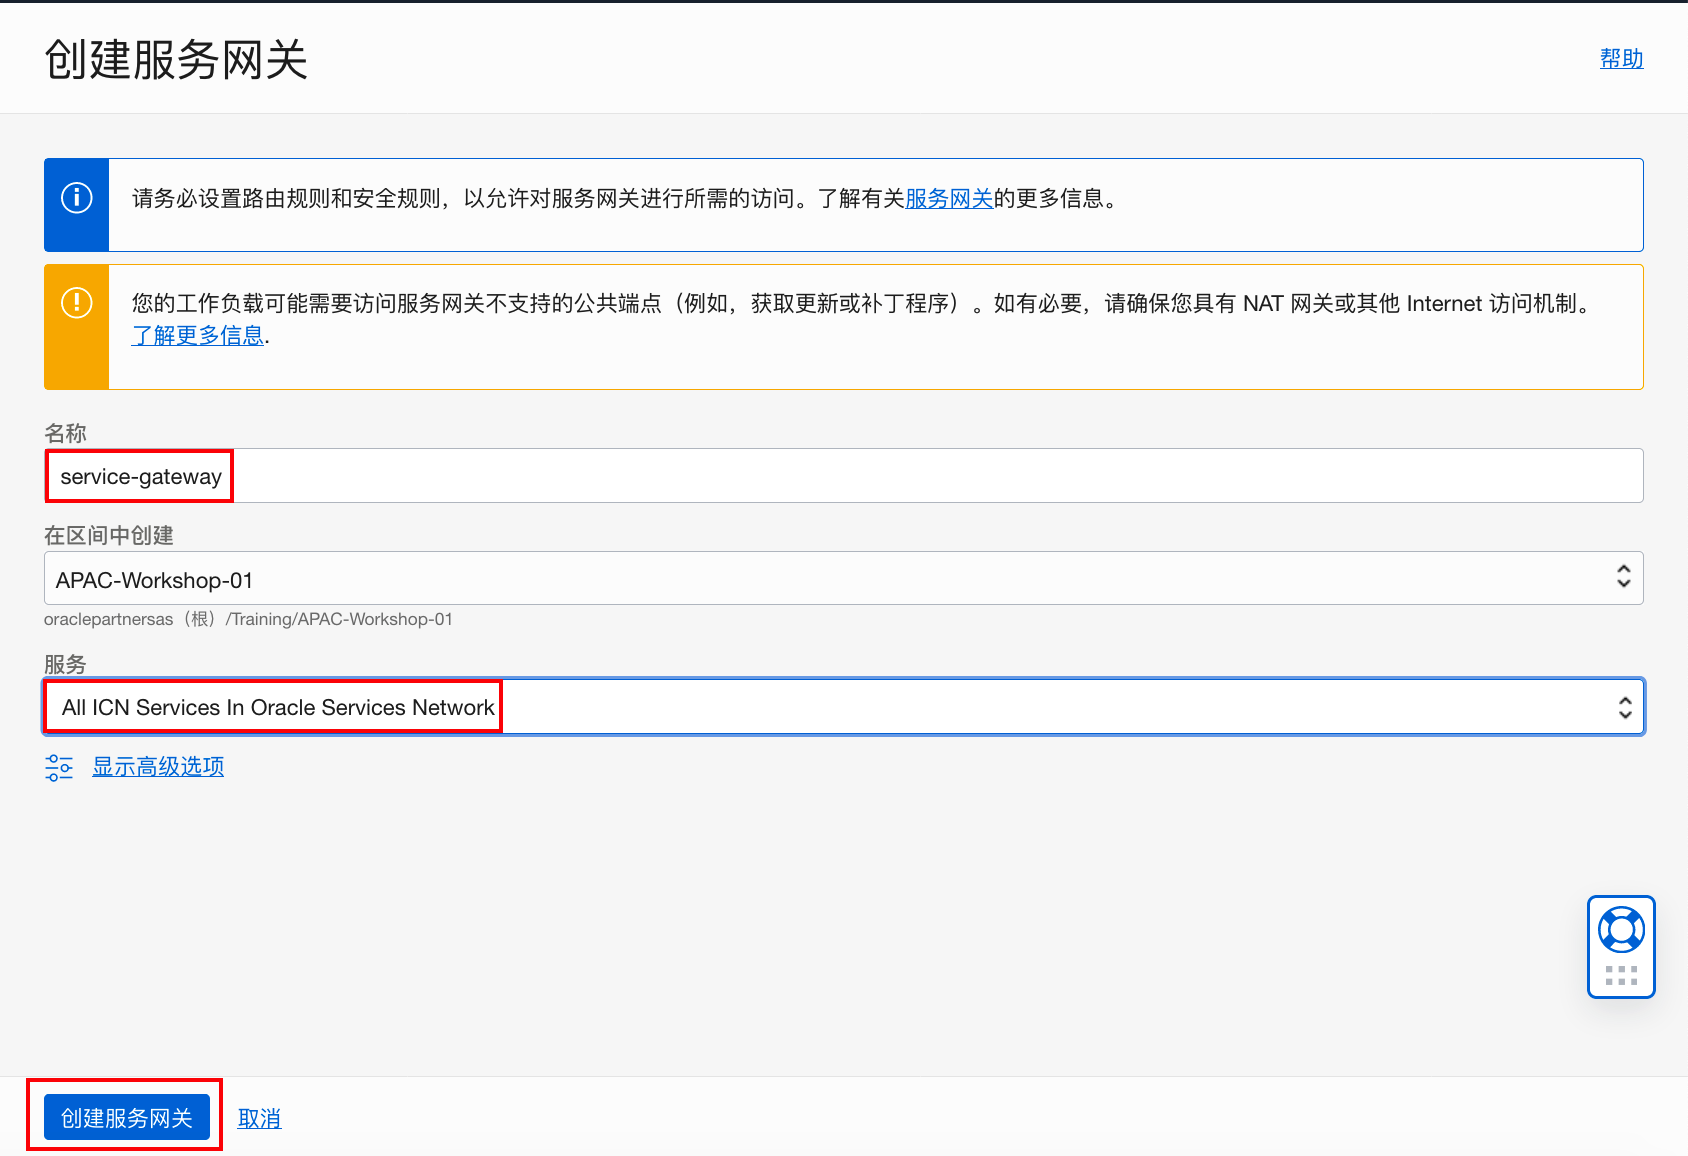 创建服务网关
帮助
请务必设置路由规则和安全规则，以允许对服务网关进行所需的访问。了解有关服务网关的更多信息。
您的工作负载可能需要访问服务网关不支持的公共端点（例如，获取更新或补丁程序）。如有必要，请确保您具有 NAT 网关或其他 Internet 访问机制。
了解更多信息.
名称
service-gateway
在区间中创建
APAC-Workshop-01
oraclepartnersas（根）/Training/APAC-Workshop-01
服务
All ICN Services In Oracle Services Network
显示高级选项
创建服务网关
取消